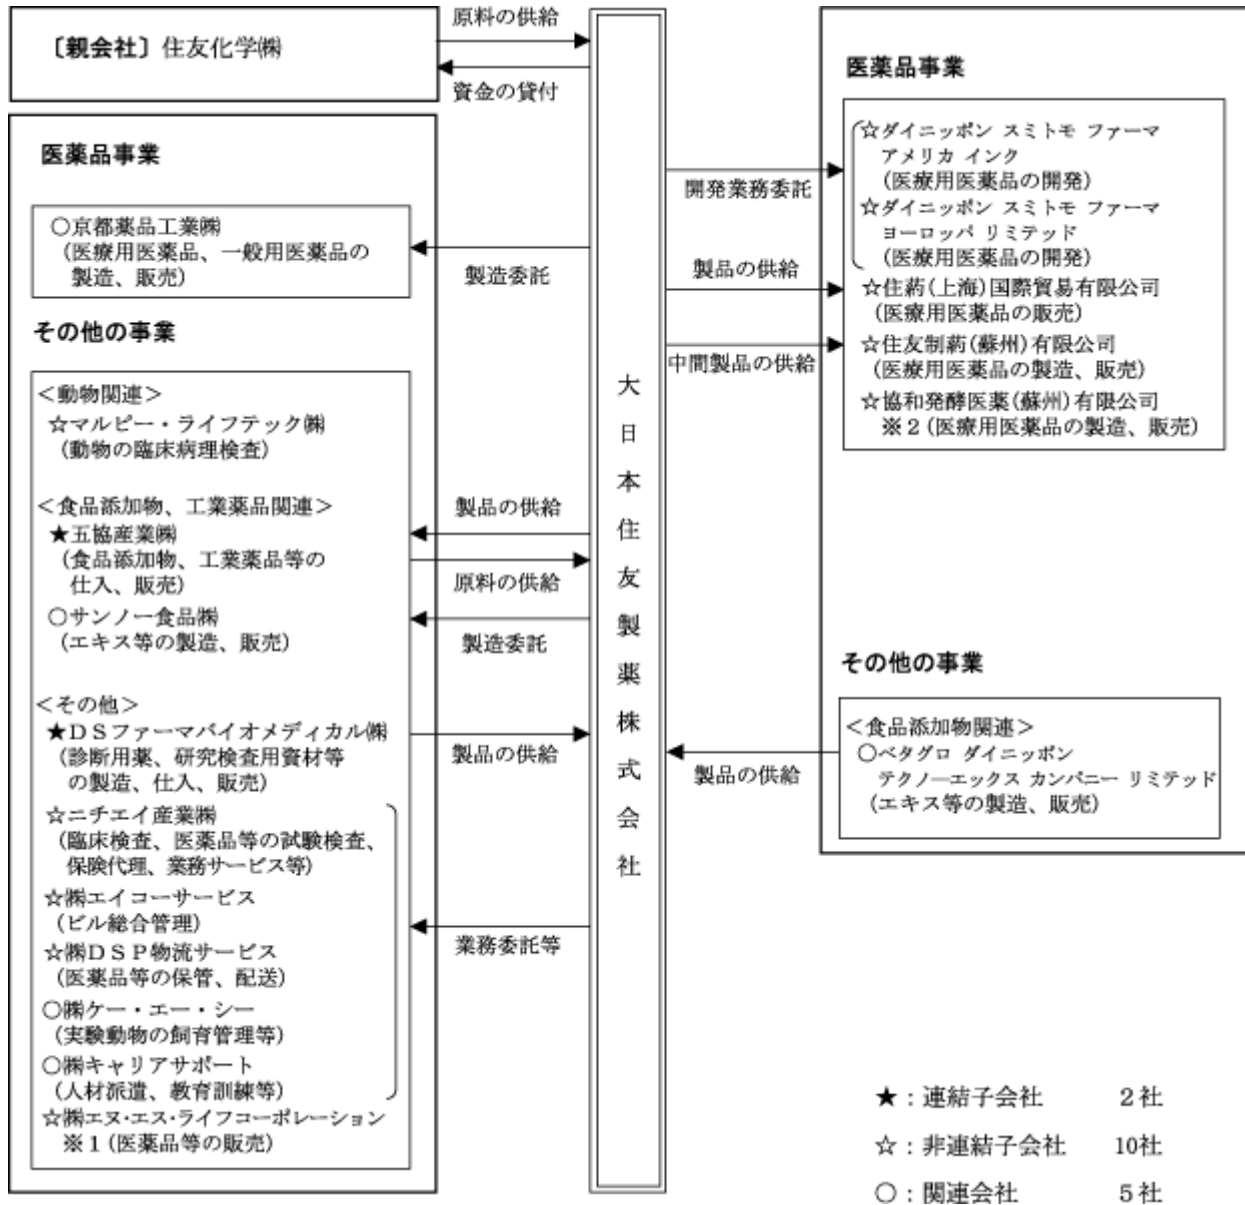 〔親会社〕住友化学㈱
原料の供給
資金の貸付
医薬品事業
○京都薬品工業㈱
(医療用医薬品、一般用医薬品の
製造、販売)
製造委託
その他の事業
＜動物関連＞
☆マルピー・ライフテック㈱
(動物の臨床病理検査)
＜食品添加物、工業薬品関連＞
★五協産業㈱
(食品添加物、工業薬品等の
仕入、販売)
製品の供給
原料の供給
○サンノー食品㈱
(エキス等の製造、販売)
製造委託
＜その他＞
★ＤＳファーマバイオメディカル㈱
(診断用薬、研究検査用資材等
の製造、仕入、販売)
製品の供給
☆ニチエイ産業㈱
(臨床検査、医薬品等の試験検査、
保険代理、業務サービス等)
☆㈱エイコーサービス
(ビル総合管理)
☆㈱ＤＳＰ物流サービス
(医薬品等の保管、配送)
○㈱ケー・エー・シー
(実験動物の飼育管理等)
○㈱キャリアサポート
(人材派遣、教育訓練等)
業務委託等
☆㈱エヌ・エス・ライフコーポレーション
※１(医薬品等の販売)
大日本住友製薬株式会社
医薬品事業
開発業務委託
☆ダイニッポン スミトモ ファーマ
アメリカ インク
(医療用医薬品の開発)
☆ダイニッポン スミトモ ファーマ
ヨーロッパ リミテッド
(医療用医薬品の開発)
製品の供給
☆住葯(上海)国際貿易有限公司
(医療用医薬品の販売)
中間製品の供給
☆住友制葯(蘇州)有限公司
(医療用医薬品の製造、販売)
☆協和発酵医薬(蘇州)有限公司
※２(医療用医薬品の製造、販売)
その他の事業
＜食品添加物関連＞
○ベタグロ ダイニッポン
テクノ―エックス カンパニー リミテッド
(エキス等の製造、販売)
製品の供給
★：連結子会社 ２社
☆：非連結子会社 10社
○：関連会社 ５社